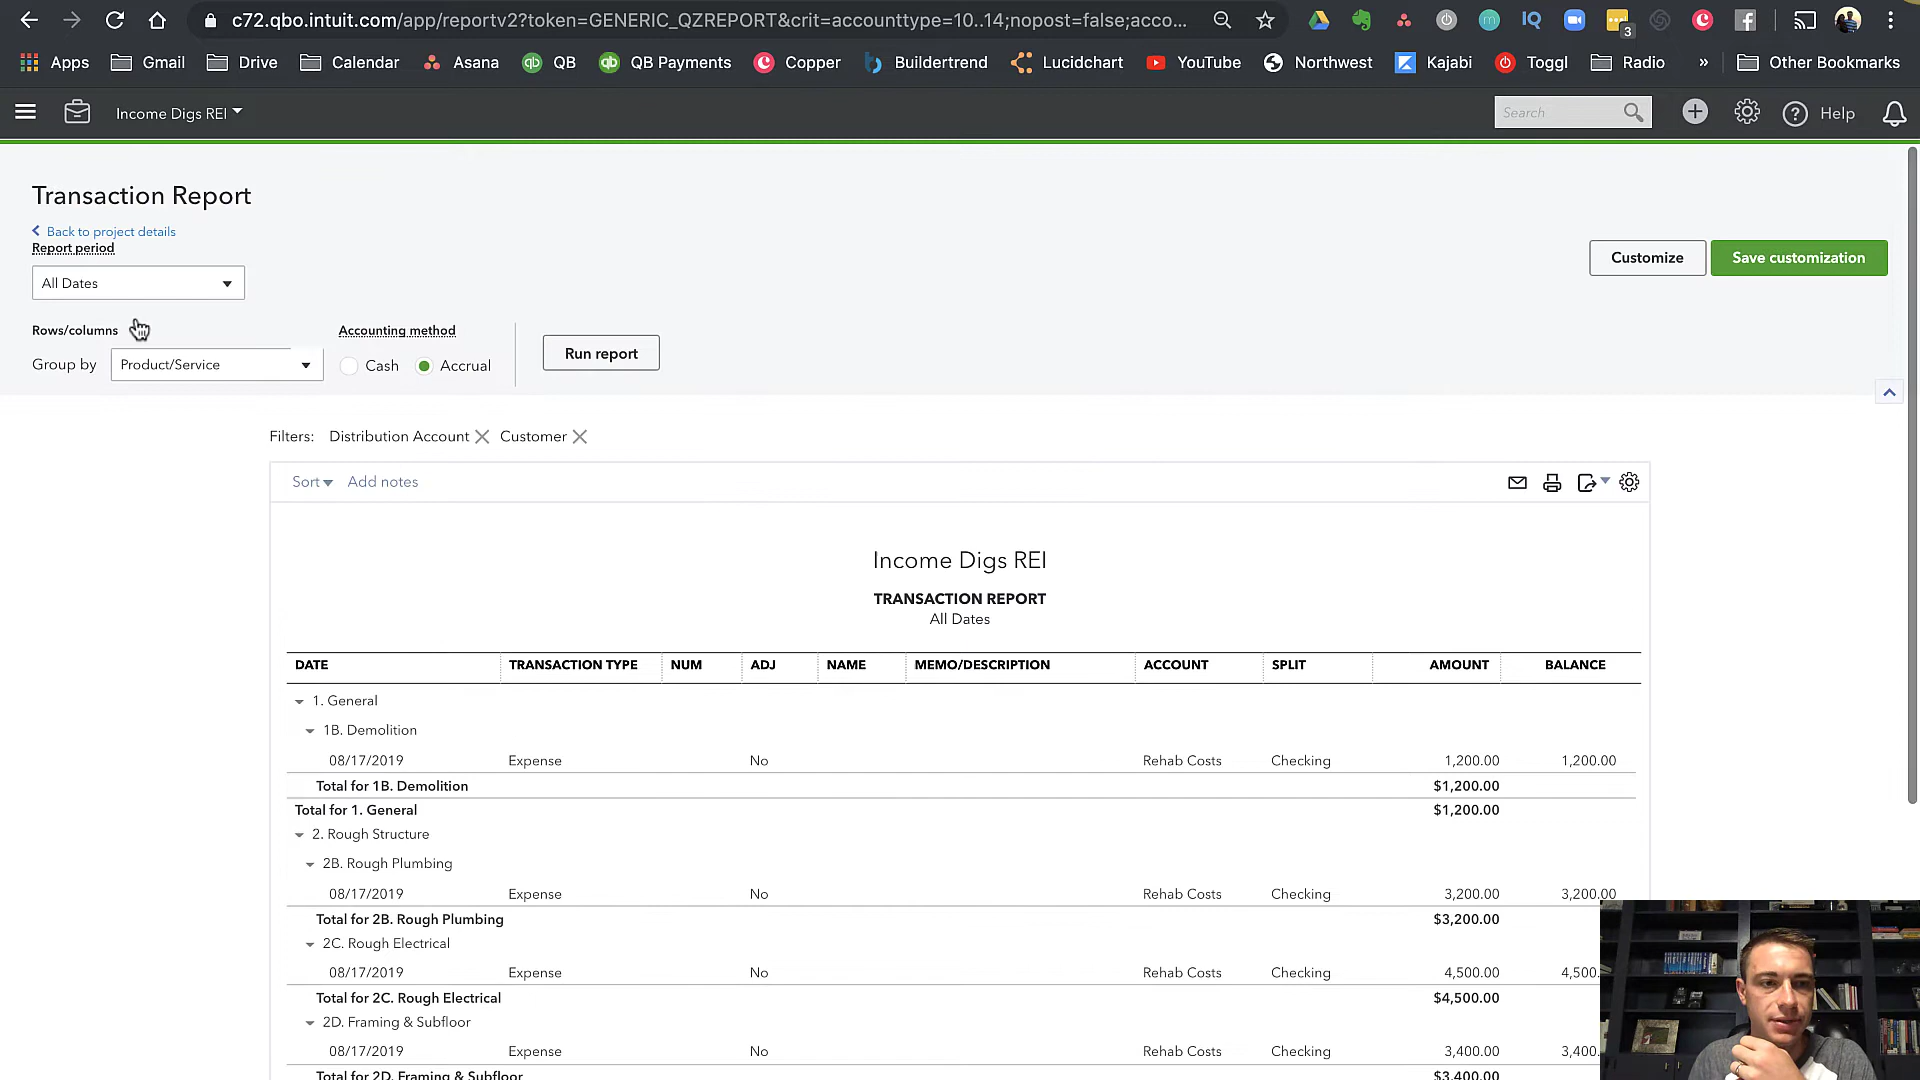 c72.qbo.intuit.com/app/reportv2?token=GENERIC_QZREPORT&crit=accounttype=10..14;nopost=false;acco...
3
Apps Gmail Drive Calendar Asana QB QB Payments Copper Buildertrend Lucidchart YouTube Northwest Kajabi Toggl Radio » Other Bookmarks
Income Digs REI Search Help
Transaction Report
Back to project details
Report period
Customize Save customization
All Dates
Rows/columns Accounting method
Run report
Group by Product/Service Cash Accrual
Filters: Distribution Account Customer
Sort Add notes
Income Digs REI
TRANSACTION REPORT
All Dates
DATE TRANSACTION TYPE NUM ADJ NAME MEMO/DESCRIPTION ACCOUNT SPLIT AMOUNT BALANCE
1. General
1B. Demolition
08/17/2019 Expense No Rehab Costs Checking 1,200.00 1,200.00
Total for 1B. Demolition $1,200.00
Total for 1. General $1,200.00
2. Rough Structure
2B. Rough Plumbing
08/17/2019 Expense No Rehab Costs Checking 3,200.00 3,200.00
Total for 2B. Rough Plumbing $3,200.00
2C. Rough Electrical
08/17/2019 Expense No Rehab Costs Checking 4,500.00 4,500.
Total for 2C. Rough Electrical $4,500.00
2D. Framing & Subfloor
08/17/2019 Expense No Rehab Costs Checking 3,400.00 3,400.
Total for 2D. Framing & Subfloor $3,400.00